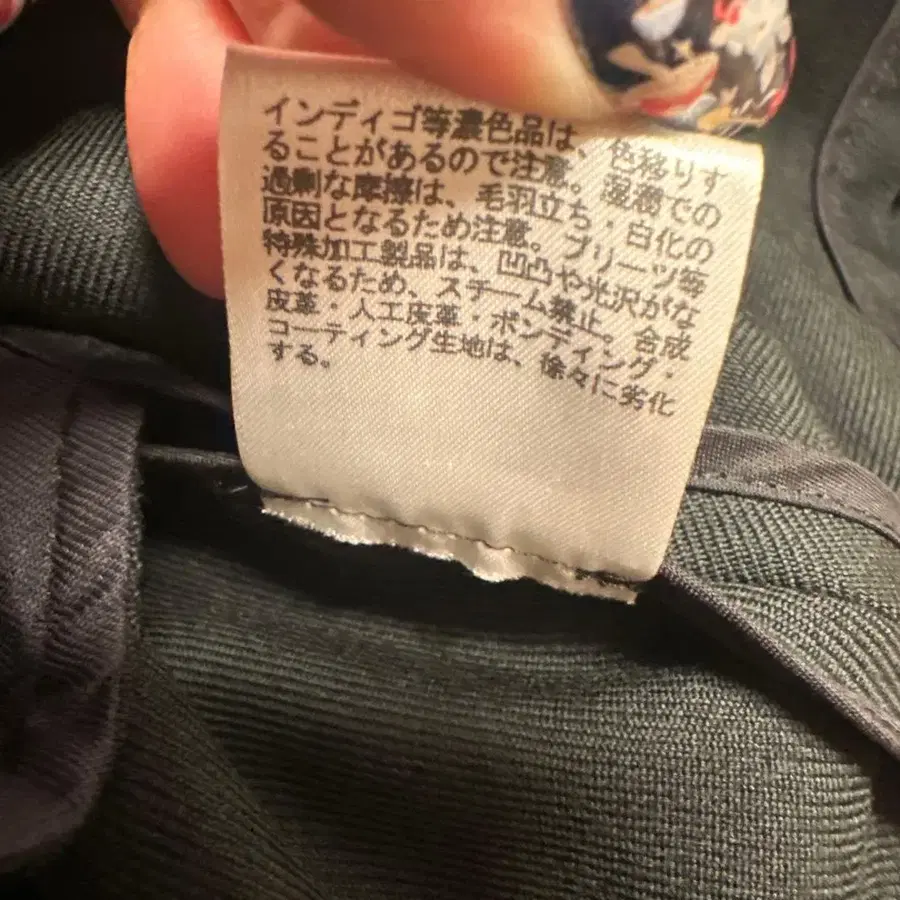 インディゴ等濃色品は、色移りす
ることがあるので注意。湿潤での
過剰な摩擦は、毛羽立ち・白化の
原因となるため注意。プリーツ等
特殊加工製品は、凹凸や光沢がな
くなるため、スチーム禁止。合成
皮革・人工皮革・ボンディング・
コーティング生地は、徐々に劣化
する。